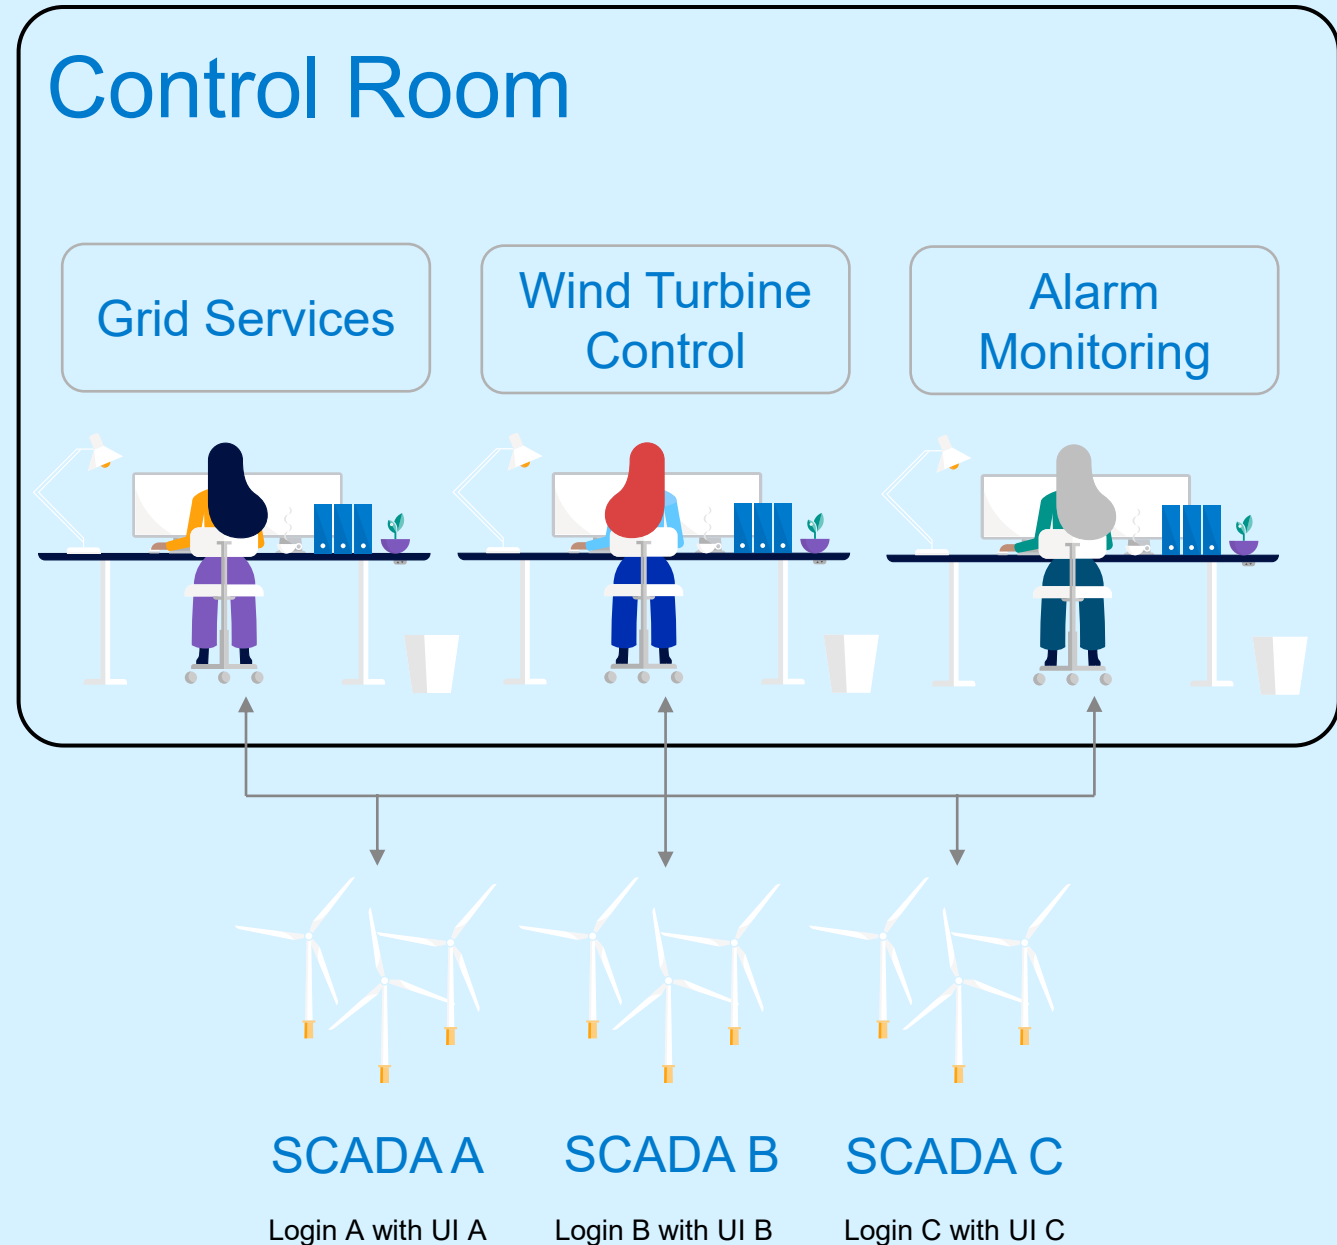 Control Room
Grid Services
Wind Turbine
Control
Alarm
Monitoring
SCADA A
SCADA B
SCADA C
Login A with UI A
Login B with UI B
Login C with UI C